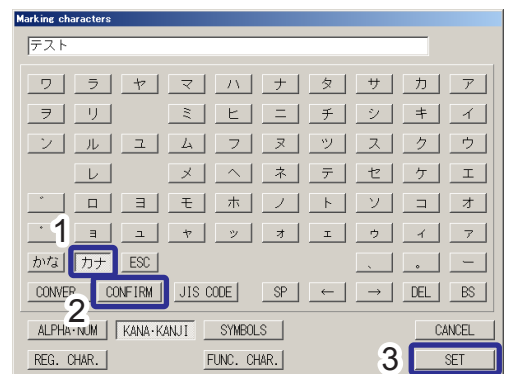 Marking characters
テスト
ワ ラ ヤ マ ハ ナ タ サ カ ア
ヲ リ ミ ヒ ニ チ シ キ イ
ン ル ユ ム フ ヌ ツ ス ク ウ
レ メ ヘ ネ テ セ ケ エ
゛ ロ ヨ モ ホ ノ ト ソ コ オ
1
ョ ュ ャ ッ ォ ェ ゥ ィ ァ
かな カナ ESC 、 。 ー
2
CONVER CONFIRM JIS CODE SP ← → DEL BS
ALPHA・NUM KANA・KANJI SYMBOLS CANCEL
REG. CHAR. FUNC. CHAR. 3 SET